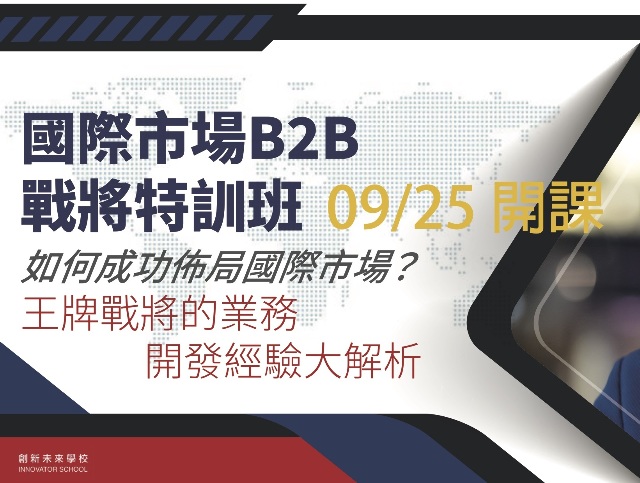 國際市場B2B
戰將特訓班 09/25 開課
如何成功佈局國際市場？
王牌戰將的業務
開發經驗大解析
創新未來學校
INNOVATOR SCHOOL